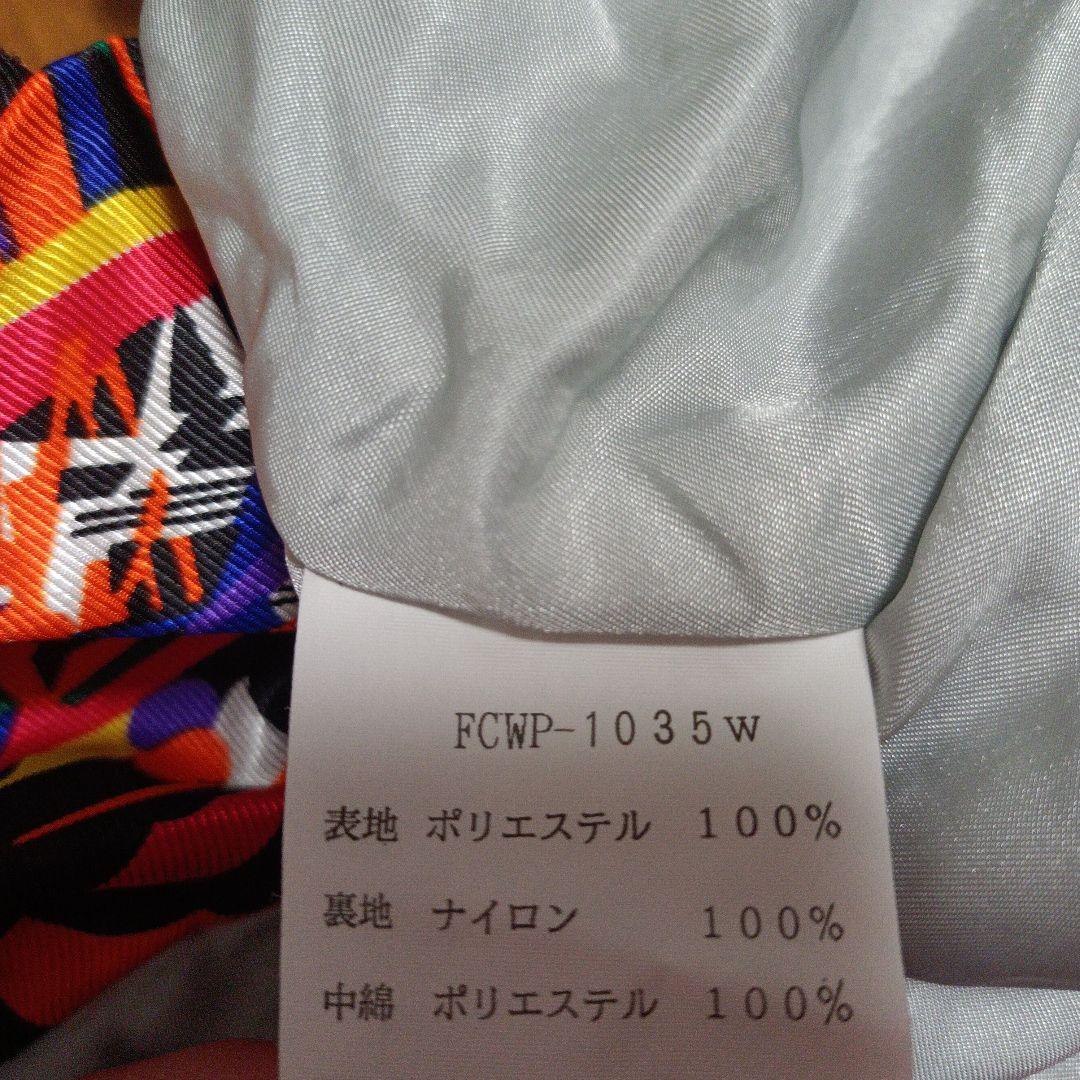 FCWP-1035w
表地 ポリエステル 100%
裏地 ナイロン 100%
中綿 ポリエステル 100%